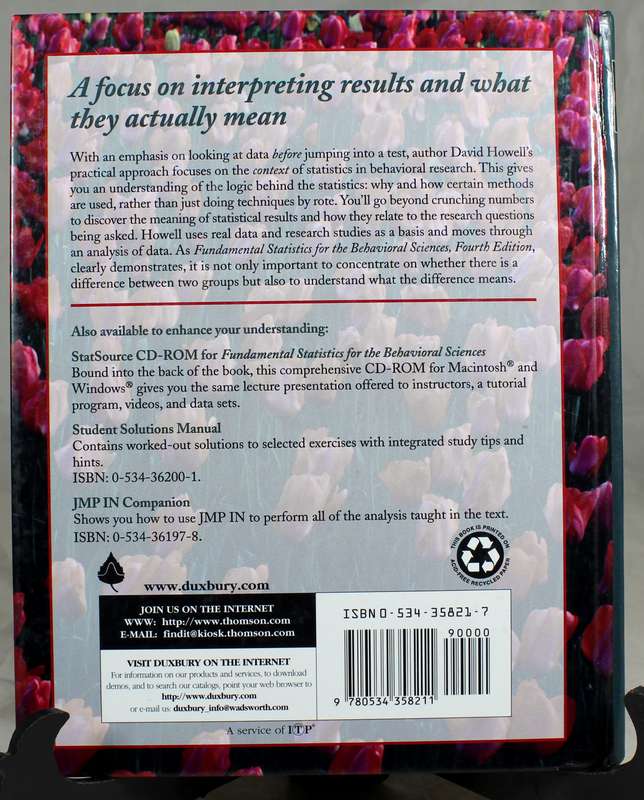 A focus on interpreting results and what
they actually mean
With an emphasis on looking at data before jumping into a test, author David Howell's
practical approach focuses on the context of statistics in behavioral research. This gives
you an understanding of the logic behind the statistics: why and how certain methods
are used, rather than just doing techniques by rote. You'll go beyond crunching numbers
to discover the meaning of statistical results and how they relate to the research questions
being asked. Howell uses real data and research studies as a basis and moves through
an analysis of data. As Fundamental Statistics for the Behavioral Sciences, Fourth Edition,
clearly demonstrates, it is not only important to concentrate on whether there is a
difference between two groups but also to understand what the difference means.
Also available to enhance your understanding:
StatSource CD-ROM for Fundamental Statistics for the Behavioral Sciences
Bound into the back of the book, this comprehensive CD-ROM for Macintosh® and
Windows® gives you the same lecture presentation offered to instructors, a tutorial
program, videos, and data sets.
Student Solutions Manual
Contains worked-out solutions to selected exercises with integrated study tips and
hints.
ISBN: 0-534-36200-1.
JMP IN Companion
Shows you how to use JMP IN to perform all of the analysis taught in the text.
ISBN: 0-534-36197-8.
THIS BOOK IS PRINTED ON
ACID-FREE RECYCLED PAPER
www.duxbury.com
JOIN US ON THE INTERNET
WWW: http://www.thomson.com
E-MAIL: findit@kiosk.thomson.com
VISIT DUXBURY ON THE INTERNET
For information on our products and services, to download
demos, and to search our catalogs, point your web browser to
http://www.duxbury.com
or e-mail us: duxbury_info@wadsworth.com
A service of ITP®
ISBN 0-534-35821-7
90000
9 780534 358211